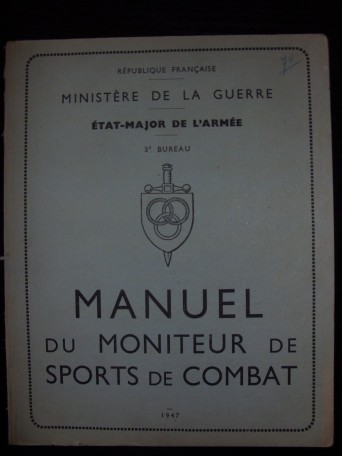 RÉPUBLIQUE FRANÇAISE
MINISTÈRE DE LA GUERRE
ÉTAT-MAJOR DE L'ARMÉE
3e BUREAU
MANUEL
DU MONITEUR DE
SPORTS DE COMBAT
1947